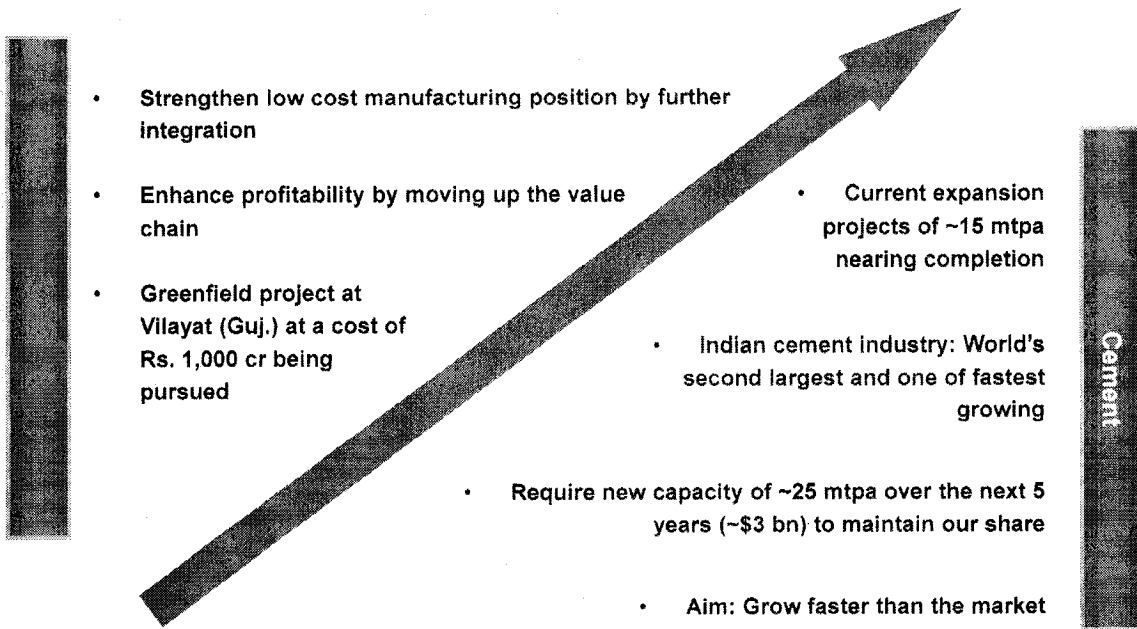 • Strengthen low cost manufacturing position by further
integration
• Enhance profitability by moving up the value
chain
• Greenfield project at
Vilayat (Guj.) at a cost of
Rs. 1,000 cr being
pursued
• Current expansion
projects of ~15 mtpa
nearing completion
• Indian cement industry: World's
second largest and one of fastest
growing
• Require new capacity of ~25 mtpa over the next 5
years (~$3 bn) to maintain our share
• Aim: Grow faster than the market
Cement